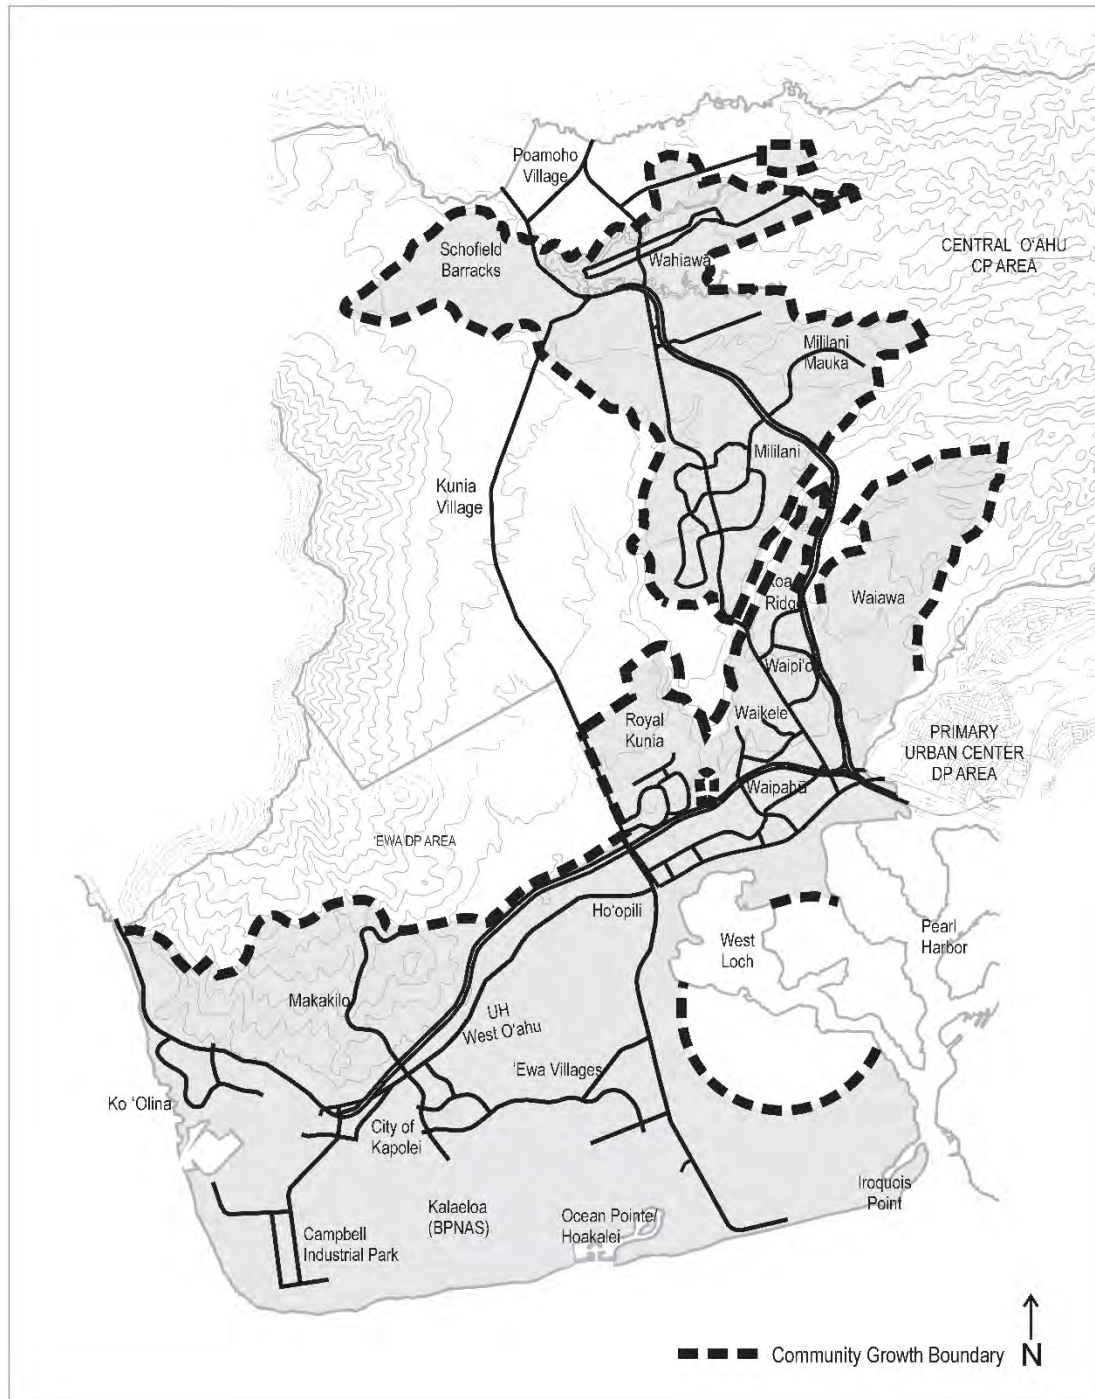 Poamoho
Village
Schofield
Barracks
Wahiawa
CENTRAL O‘AHU
CP AREA
Mililani
Mauka
Mililani
Kunia
Village
Koa
Ridge
Waiawa
Waipi‘o
Royal
Kunia
Waikele
PRIMARY
URBAN CENTER
DP AREA
Waipahu
‘EWA DP AREA
Ho‘opili
West
Loch
Pearl
Harbor
Makakilo
UH
West O‘ahu
‘Ewa Villages
Ko ‘Olina
City of
Kapolei
Iroquois
Point
Kalaeloa
(BPNAS)
Ocean Pointe/
Hoakalei
Campbell
Industrial Park
Community Growth Boundary
N